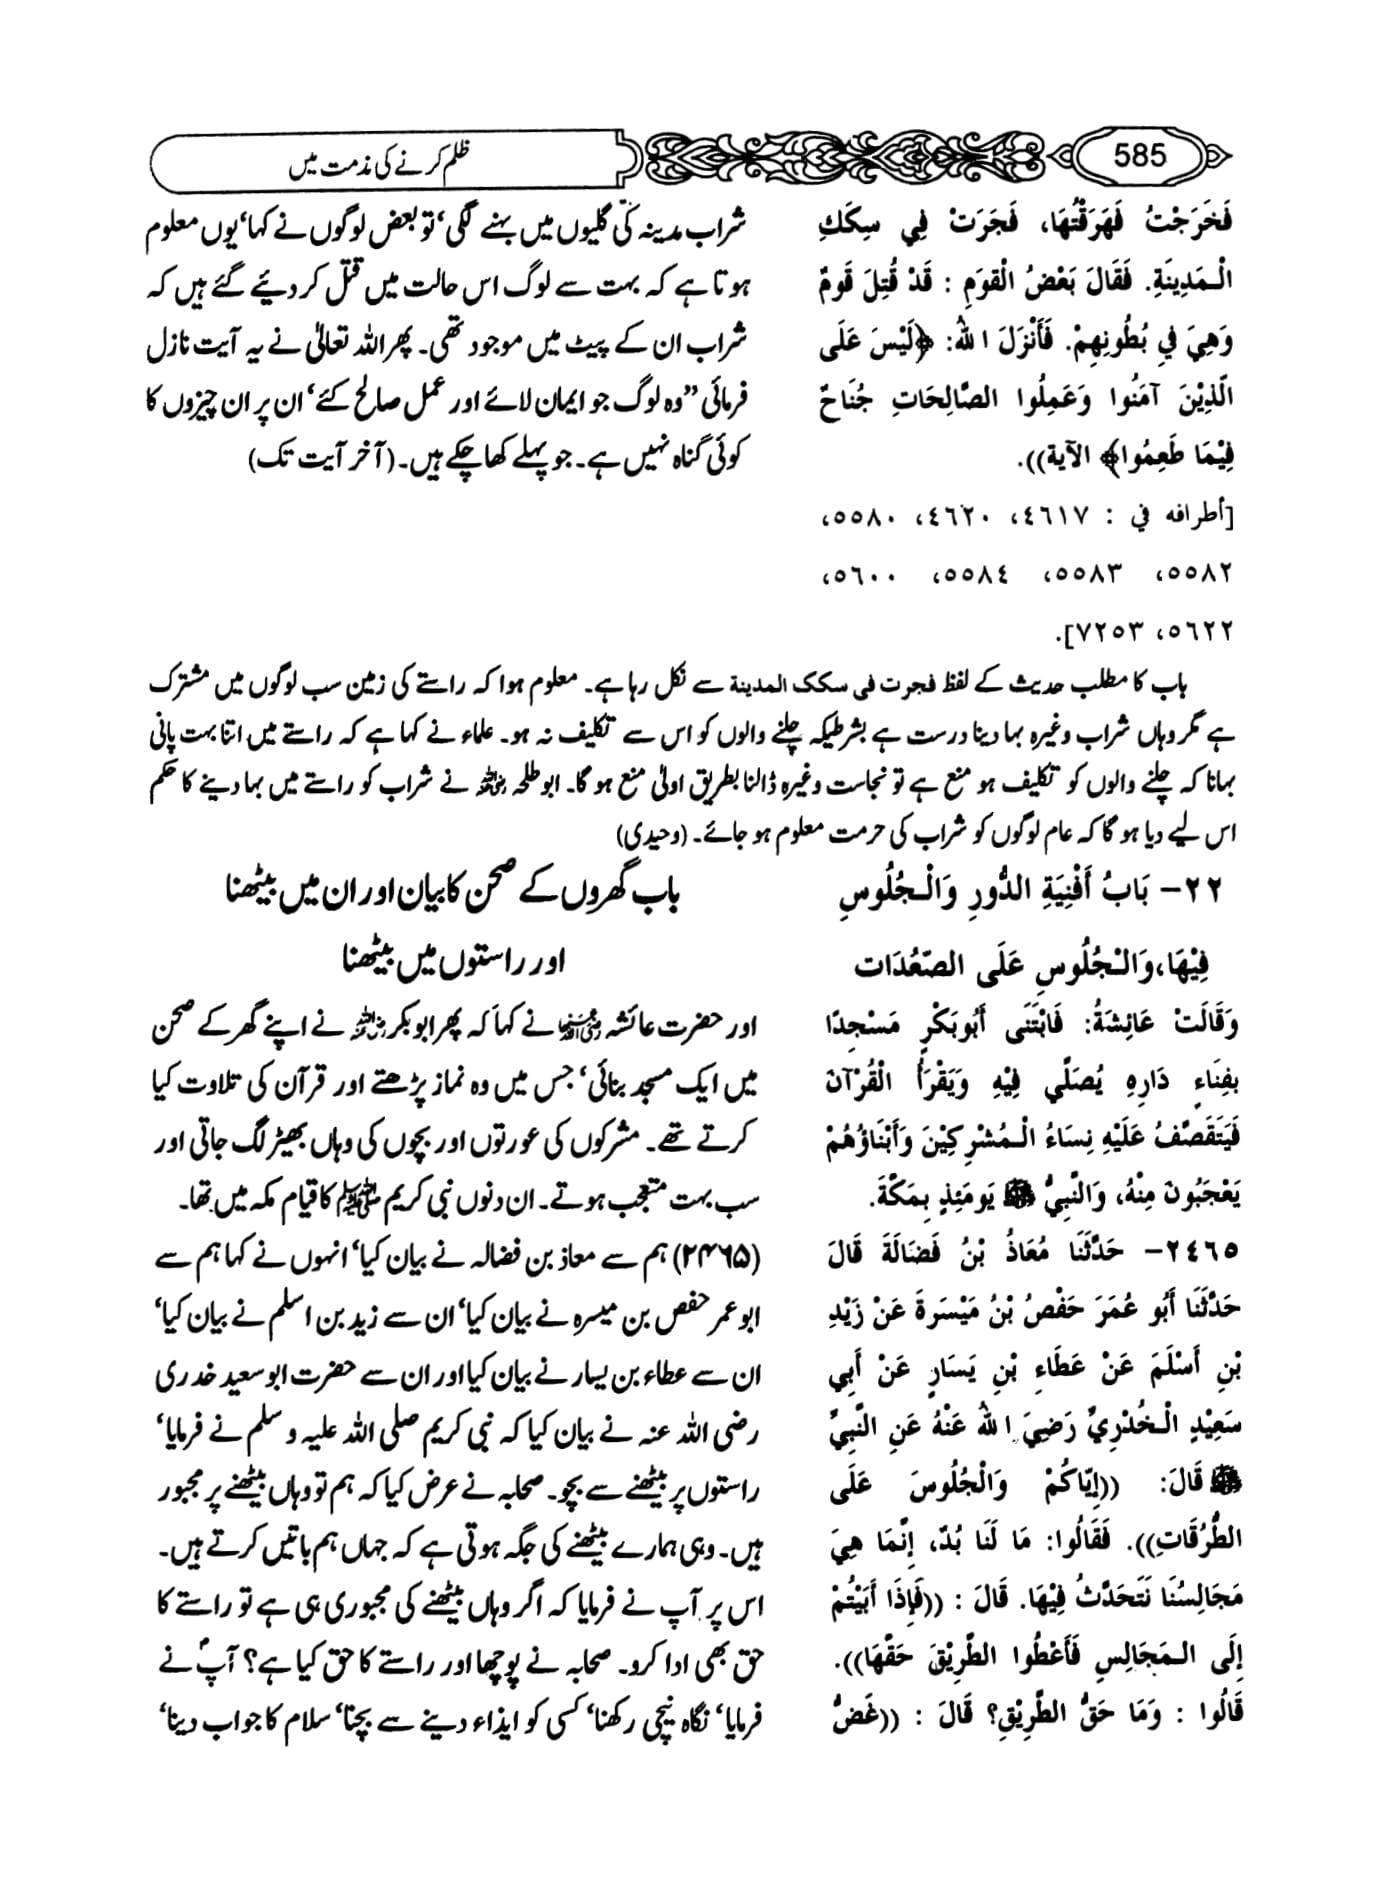 585
ظلم کرنے کی مذمت میں
فَخَرَجْتُ فَهَرَقْتُهَا، فَجَرَتْ فِي سِكَكِ
الْـمَدِينَةِ. فَقَالَ بَعْضُ الْقَومِ : قَدْ قُتِلَ قَومٌ
وَهِيَ فِي بُطُونِهِمْ. فَأَنْزَلَ ا للهُ: ﴿لَيْسَ عَلَى
الَّذِيْنَ آمَنُوا وَعَمِلُوا الصَّالِحَاتِ جُنَاحٌ
فِيْمَا طَعِمُوا﴾ الآية)).
[أطرافه في : ٤٦١٧، ٤٦٢٠، ٥٥٨٠،
٥٥٨٢، ٥٥٨٣، ٥٥٨٤، ٥٦٠٠،
٥٦٢٢، ٧٢٥٣].
شراب مدینہ کی گلیوں میں بہنے لگی‘ تو بعض لوگوں نے کہا‘ یوں معلوم
ہوتا ہے کہ بہت سے لوگ اس حالت میں قتل کر دیئے گئے ہیں کہ
شراب ان کے پیٹ میں موجود تھی۔ پھر اللہ تعالیٰ نے یہ آیت نازل
فرمائی ”وہ لوگ جو ایمان لائے اور عمل صالح کئے‘ ان پر ان چیزوں کا
کوئی گناہ نہیں ہے۔ جو پہلے کھا چکے ہیں۔ (آخر آیت تک)
باب کا مطلب حدیث کے لفظ فجرت فی سکک المدینة سے نکل رہا ہے۔ معلوم ہوا کہ راستے کی زمین سب لوگوں میں مشترک
ہے مگر وہاں شراب وغیرہ بہا دینا درست ہے بشرطیکہ چلنے والوں کو اس سے تکلیف نہ ہو۔ علماء نے کہا ہے کہ راستے میں اتنا بہت پانی
بہانا کہ چلنے والوں کو تکلیف ہو منع ہے تو نجاست وغیرہ ڈالنا بطریق اولیٰ منع ہو گا۔ ابوطلحہ رضی اللہ عنہ نے شراب کو راستے میں بہا دینے کا حکم
اس لیے دیا ہو گا کہ عام لوگوں کو شراب کی حرمت معلوم ہو جائے۔ (وحیدی)
٢٢- بَابُ أَفْنِيَةِ الدُّورِ وَالْـجُلُوسِ
فِيْهَا، وَالْـجُلُوسِ عَلَى الصَّعُدَات
باب گھروں کے صحن کا بیان اور ان میں بیٹھنا
اور راستوں میں بیٹھنا
وَقَالَتْ عَائِشَةُ: فَابْتَنَى أَبُوبَكْرٍ مَسْجِدًا
بِفِنَاءِ دَارِهِ يُصَلِّي فِيْهِ وَيَقْرَأُ الْقُرْآنَ
فَيَتَقَصَّفُ عَلَيْهِ نِسَاءُ الْـمُشْرِكِيْنَ وَأَبْنَاؤُهُمْ
يَعْجَبُونَ مِنْهُ، وَالنَّبِيُّ ﷺ يَومَئِذٍ بِمَكَّةَ.
٢٤٦٥- حَدَّثَنَا مُعَاذُ بْنُ فَضَالَةَ قَالَ
حَدَّثَنَا أَبُو عُمَرَ حَفْصُ بْنُ مَيْسَرَةَ عَنْ زَيْدِ
بْنِ أَسْلَمَ عَنْ عَطَاءِ بْنِ يَسَارٍ عَنْ أَبِي
سَعِيْدٍ الْـخُدْرِيِّ رَضِيَ ا للهُ عَنْهُ عَنِ النَّبِيِّ
ﷺ قَالَ: ((إِيَّاكُمْ وَالْجُلُوسَ عَلَى
الطُّرُقَاتِ)). فَقَالُوا: مَا لَنَا بُدّ، إِنَّمَا هِيَ
مَجَالِسُنَا نَتَحَدَّثُ فِيْهَا. قَالَ : ((فَإِذَا أَبَيْتُمْ
إِلَى الـمَجَالِسِ فَأَعْطُوا الطَّرِيْقَ حَقَّهَا)).
قَالُوا : وَمَا حَقُّ الطَّرِيْقِ؟ قَالَ : ((غَضُّ
اور حضرت عائشہ رضی اللہ عنہا نے کہا کہ پھر ابوبکر رضی اللہ عنہ نے اپنے گھر کے صحن
میں ایک مسجد بنائی‘ جس میں وہ نماز پڑھتے اور قرآن کی تلاوت کیا
کرتے تھے۔ مشرکوں کی عورتوں اور بچوں کی وہاں بھیڑ لگ جاتی اور
سب بہت متعجب ہوتے۔ ان دنوں نبی کریم ﷺ کا قیام مکہ میں تھا۔
(۲۴۶۵) ہم سے معاذ بن فضالہ نے بیان کیا‘ انہوں نے کہا ہم سے
ابوعمر حفص بن میسرہ نے بیان کیا‘ ان سے زید بن اسلم نے بیان کیا‘
ان سے عطاء بن یسار نے بیان کیا اور ان سے حضرت ابوسعید خدری
رضی اللہ عنہ نے بیان کیا کہ نبی کریم صلی اللہ علیہ و سلم نے فرمایا‘
راستوں پر بیٹھنے سے بچو۔ صحابہ نے عرض کیا کہ ہم تو وہاں بیٹھنے پر مجبور
ہیں۔ وہی ہمارے بیٹھنے کی جگہ ہوتی ہے کہ جہاں ہم باتیں کرتے ہیں۔
اس پر آپ نے فرمایا کہ اگر وہاں بیٹھنے کی مجبوری ہی ہے تو راستے کا
حق بھی ادا کرو۔ صحابہ نے پوچھا اور راستے کا حق کیا ہے؟ آپؐ نے
فرمایا‘ نگاہ نیچی رکھنا‘ کسی کو ایذاء دینے سے بچنا‘ سلام کا جواب دینا‘